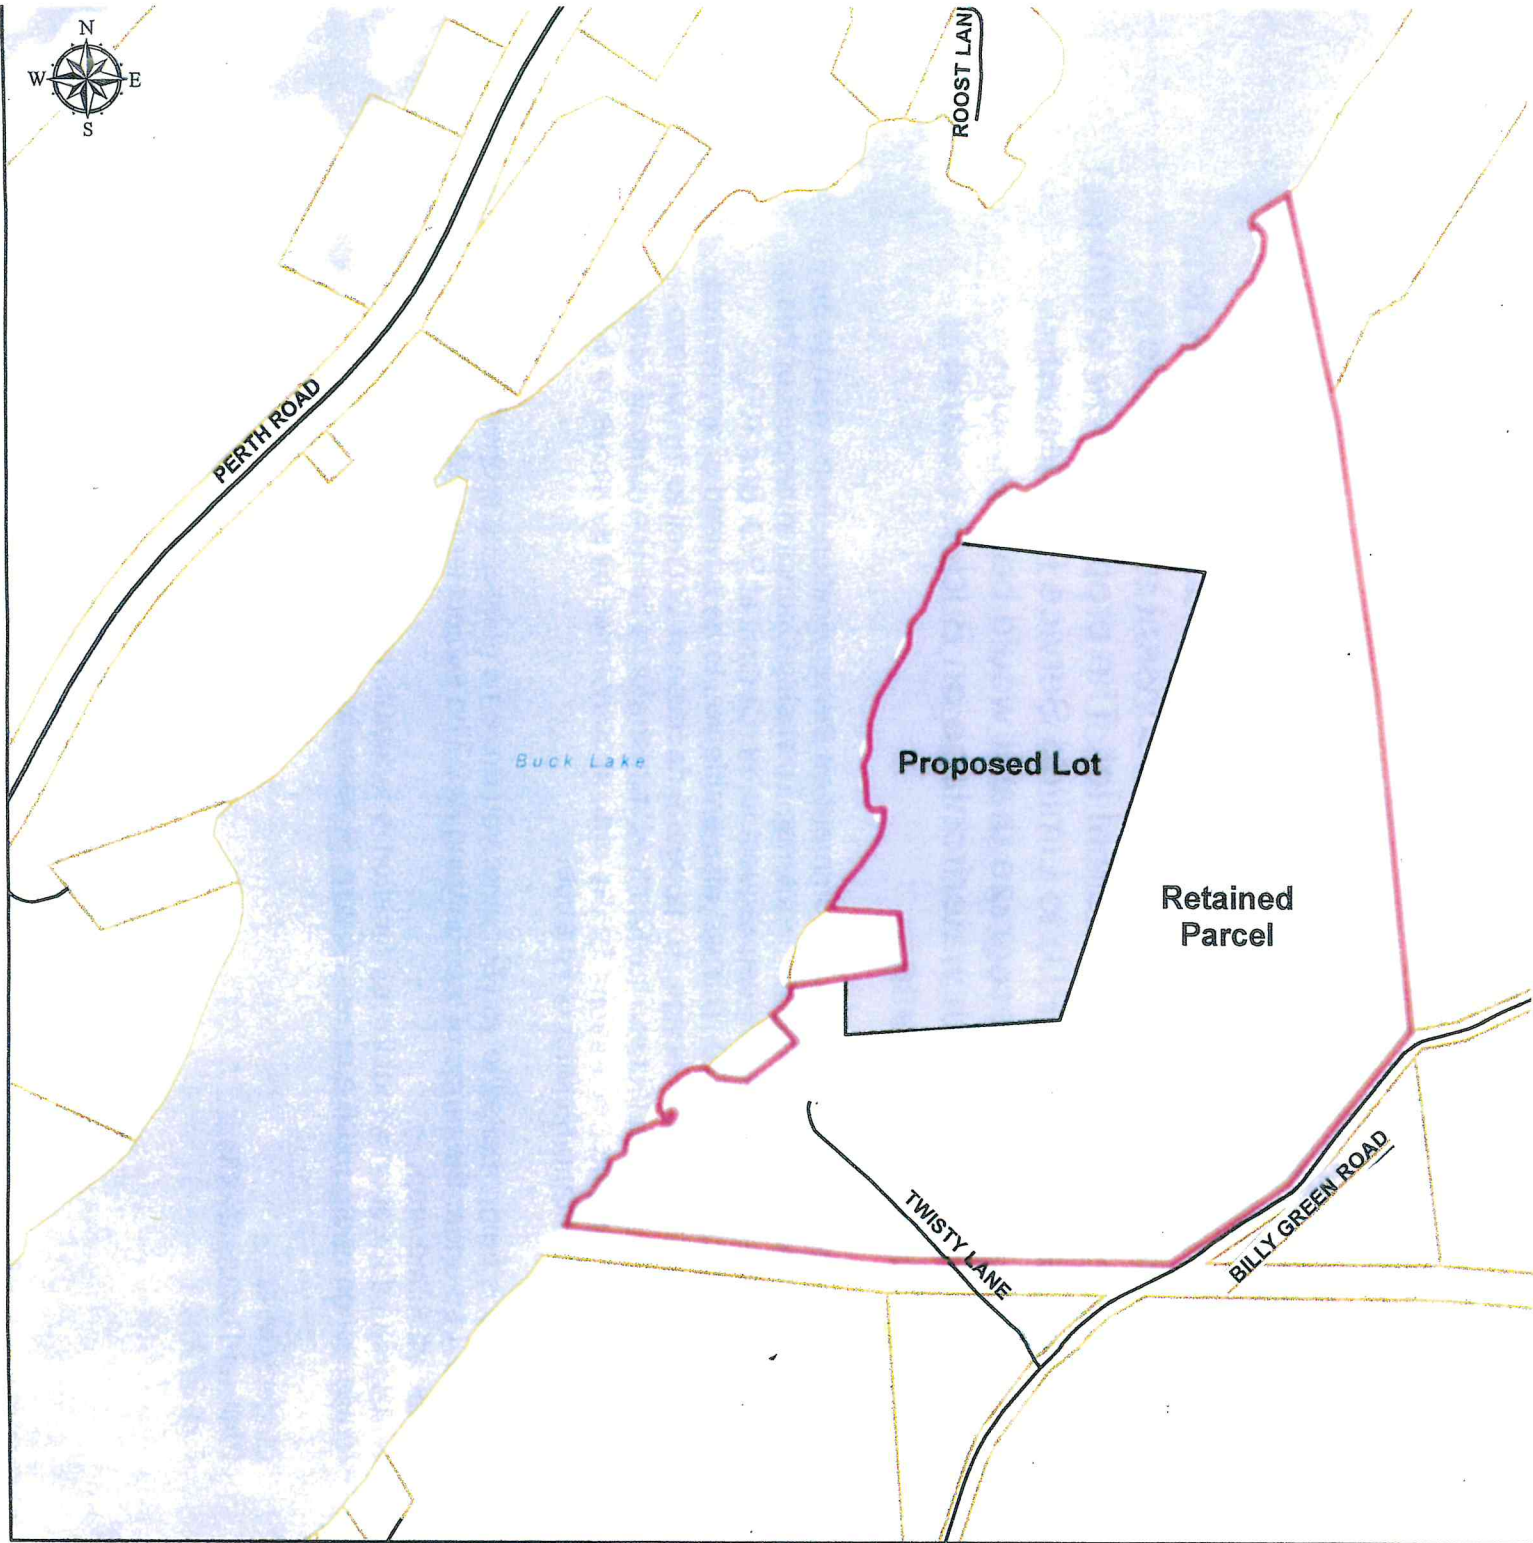 N
W E
S
ROOST LAN
PERTH ROAD
Buck Lake
Proposed Lot
Retained
Parcel
TWISTY LANE
BILLY GREEN ROAD